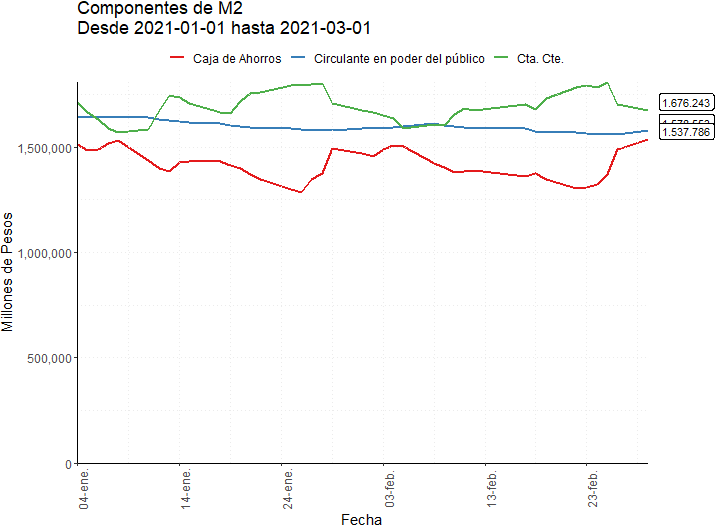 Componentes de M2
Desde 2021-01-01 hasta 2021-03-01
Caja de Ahorros
Circulante en poder del público
Cta. Cte.
1.676.243
1.537.786
1,500,000
1,000,000
500,000
0
Millones de Pesos
04-ene.
14-ene.
24-ene.
03-feb.
13-feb.
23-feb.
Fecha